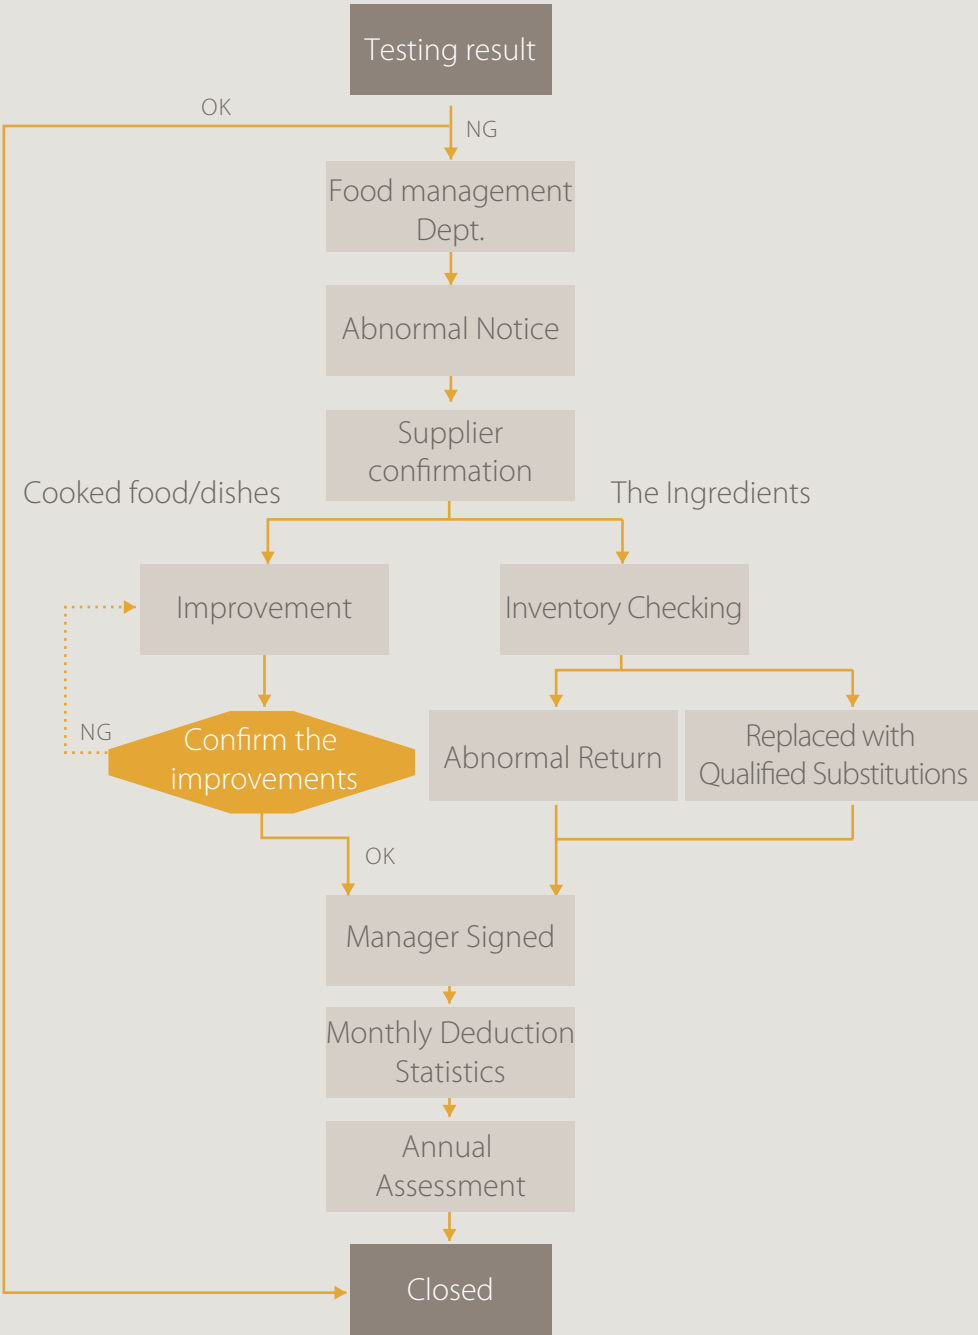 Testing result
OK
NG
Food management
Dept.
Abnormal Notice
Supplier
confirmation
Cooked food/dishes
The Ingredients
Improvement
Inventory Checking
NG
Confirm the
improvements
Abnormal Return
Replaced with
Qualified Substitutions
OK
Manager Signed
Monthly Deduction
Statistics
Annual
Assessment
Closed